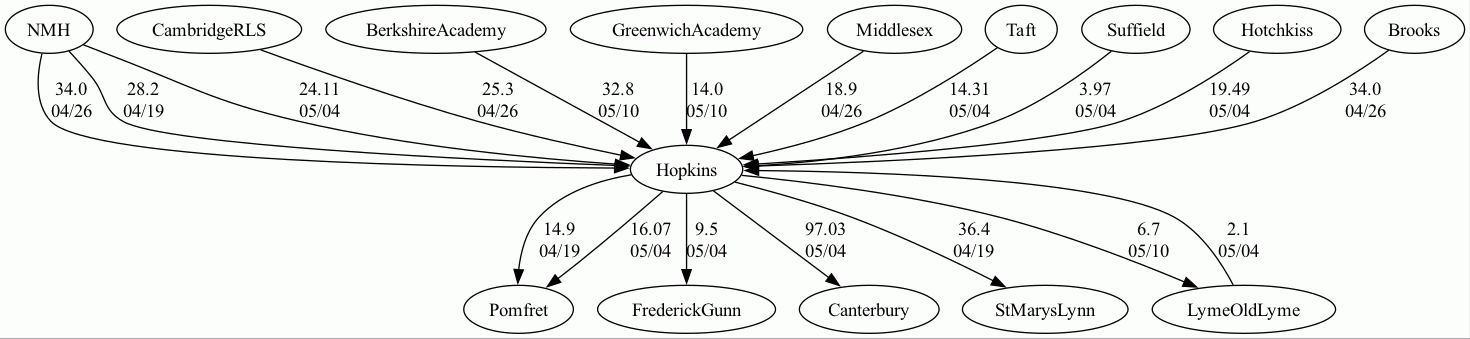 NMH CambridgeRLS BerkshireAcademy GreenwichAcademy Middlesex Taft Suffield Hotchkiss Brooks
34.0 28.2 24.11 25.3 32.8 14.0 18.9 14.31 3.97 19.49 34.0
04/26 04/19 05/04 04/26 05/10 05/10 04/26 05/04 05/04 05/04 04/26
Hopkins
14.9 16.07 9.5 97.03 36.4 6.7 2.1
04/19 05/04 05/04 05/04 04/19 05/10 05/04
Pomfret FrederickGunn Canterbury StMarysLynn LymeOldLyme